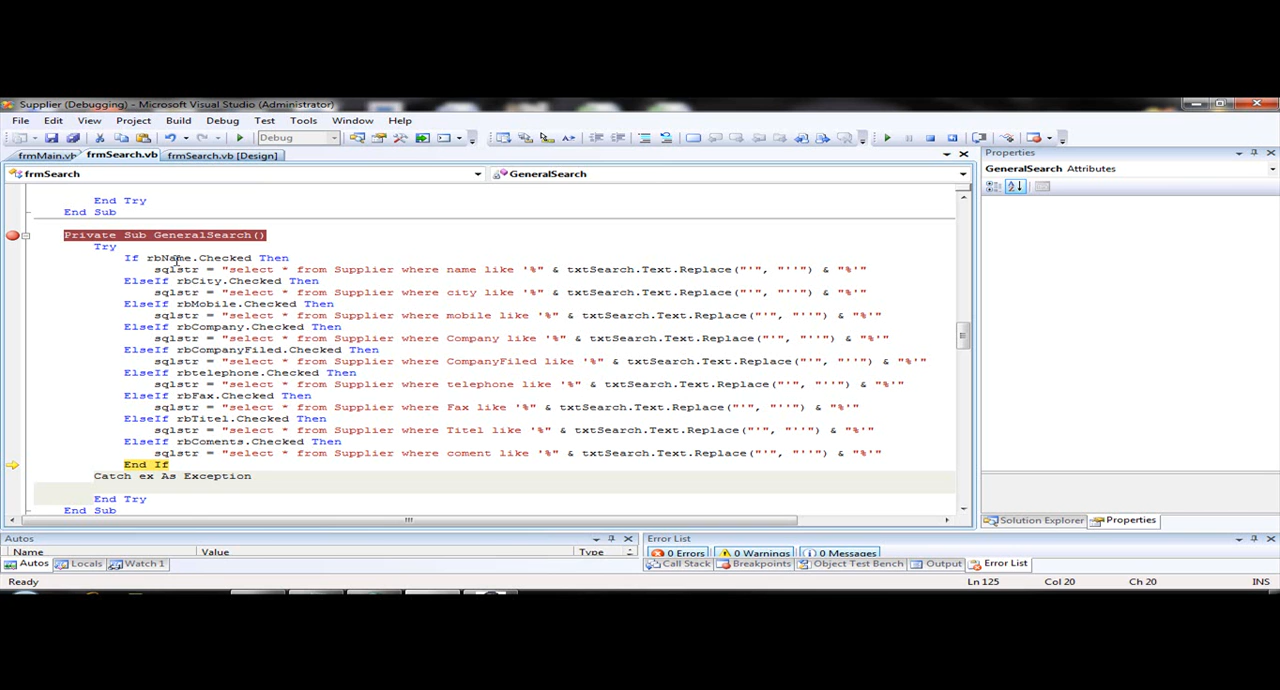 Supplier (Debugging) - Microsoft Visual Studio (Administrator)
File Edit View Project Build Debug Test Tools Window Help
Debug
frmMain.vb frmSearch.vb frmSearch.vb [Design]
Properties
frmSearch GeneralSearch
GeneralSearch Attributes
End Try
End Sub
Private Sub GeneralSearch()
Try
If rbName.Checked Then
sqlstr = "select * from Supplier where name like '%" & txtSearch.Text.Replace("'", "''") & "%'"
ElseIf rbCity.Checked Then
sqlstr = "select * from Supplier where city like '%" & txtSearch.Text.Replace("'", "''") & "%'"
ElseIf rbMobile.Checked Then
sqlstr = "select * from Supplier where mobile like '%" & txtSearch.Text.Replace("'", "''") & "%'"
ElseIf rbCompany.Checked Then
sqlstr = "select * from Supplier where Company like '%" & txtSearch.Text.Replace("'", "''") & "%'"
ElseIf rbCompanyFiled.Checked Then
sqlstr = "select * from Supplier where CompanyFiled like '%" & txtSearch.Text.Replace("'", "''") & "%'"
ElseIf rbtelephone.Checked Then
sqlstr = "select * from Supplier where telephone like '%" & txtSearch.Text.Replace("'", "''") & "%'"
ElseIf rbFax.Checked Then
sqlstr = "select * from Supplier where Fax like '%" & txtSearch.Text.Replace("'", "''") & "%'"
ElseIf rbTitel.Checked Then
sqlstr = "select * from Supplier where Titel like '%" & txtSearch.Text.Replace("'", "''") & "%'"
ElseIf rbComents.Checked Then
sqlstr = "select * from Supplier where coment like '%" & txtSearch.Text.Replace("'", "''") & "%'"
End If
Catch ex As Exception
End Try
End Sub
Solution Explorer Properties
Autos Error List
Name Value Type
0 Errors 0 Warnings 0 Messages
Autos Locals Watch 1 Call Stack Breakpoints Object Test Bench Output Error List
Ready Ln 125 Col 20 Ch 20 INS